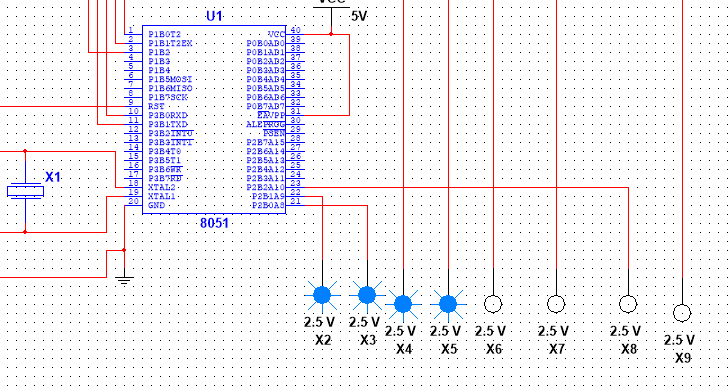 VCC
5V
U1
1 P1B0T2 VCC 40
2 P1B1T2EX P0B0AD0 39
3 P1B2 P0B1AD1 38
4 P1B3 P0B2AD2 37
5 P1B4 P0B3AD3 36
6 P1B5MOSI P0B4AD4 35
7 P1B6MISO P0B5AD5 34
8 P1B7SCK P0B6AD6 33
9 RST P0B7AD7 32
10 P3B0RXD EAVPP 31
11 P3B1TXD ALEPROG 30
12 P3B2INT0 PSEN 29
13 P3B3INT1 P2B7A15 28
14 P3B4T0 P2B6A14 27
15 P3B5T1 P2B5A13 26
16 P3B6WR P2B4A12 25
17 P3B7RD P2B3A11 24
18 XTAL2 P2B2A10 23
19 XTAL1 P2B1A9 22
20 GND P2B0A8 21
8051
X1
2.5 V 2.5 V 2.5 V 2.5 V 2.5 V 2.5 V 2.5 V 2.5 V
X2 X3 X4 X5 X6 X7 X8 X9